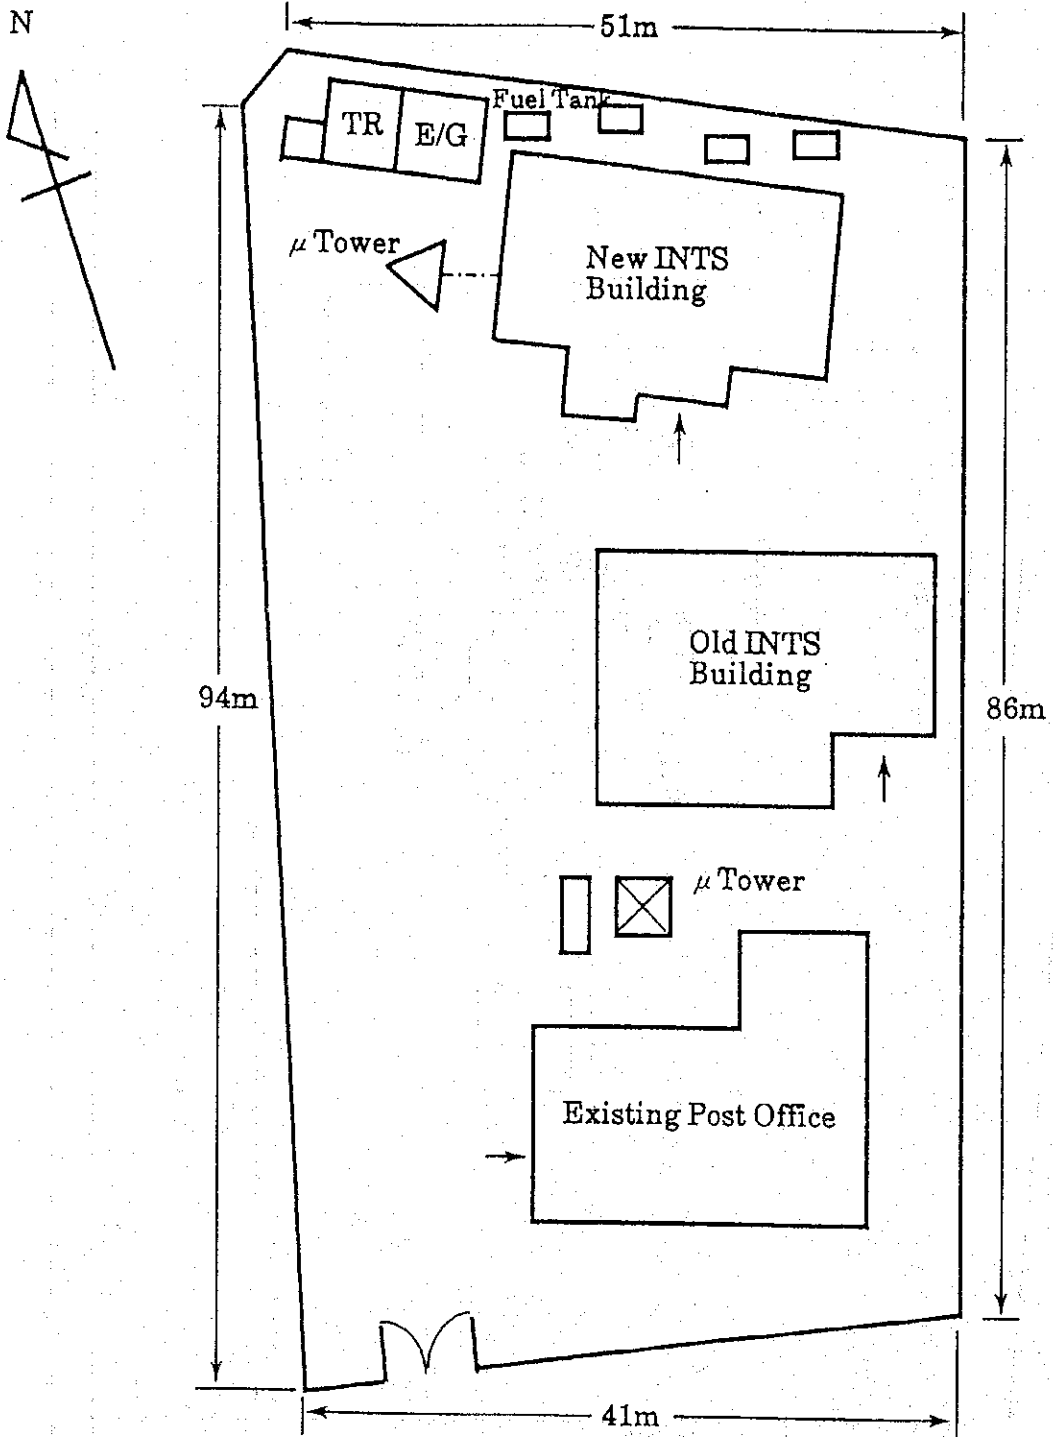 N
51m
Fuel Tank
TR
E/G
μ Tower
New INTS
Building
Old INTS
Building
94m
86m
μ Tower
Existing Post Office
41m